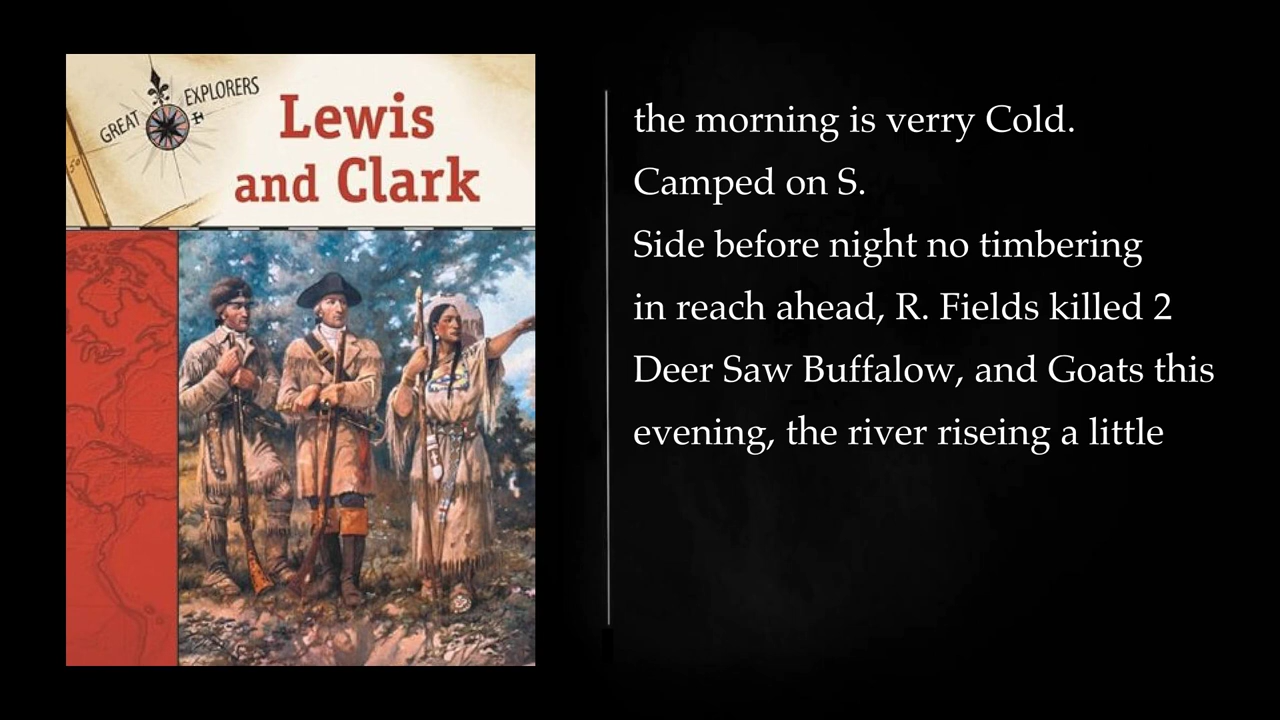 GREAT EXPLORERS
Lewis
and Clark
50
the morning is verry Cold.
Camped on S.
Side before night no timbering
in reach ahead, R. Fields killed 2
Deer Saw Buffalow, and Goats this
evening, the river riseing a little